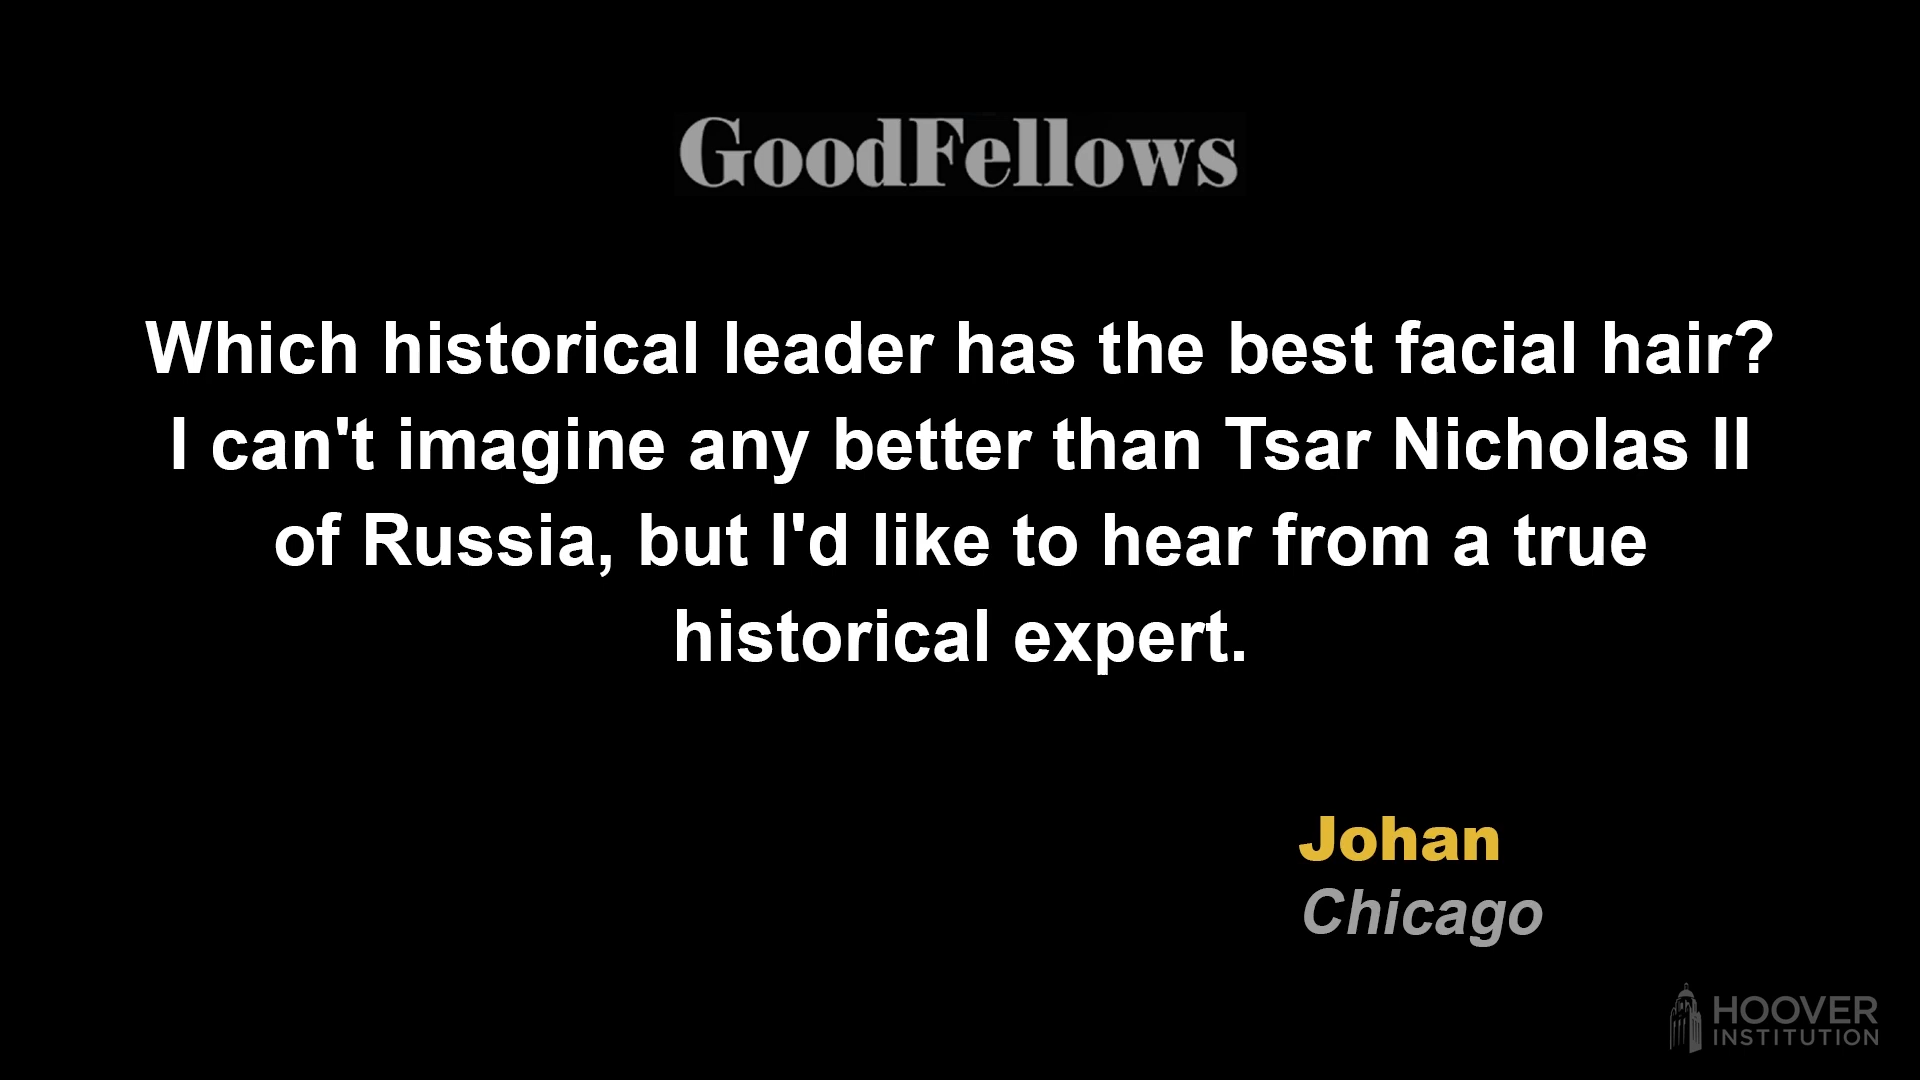 GoodFellows
Which historical leader has the best facial hair?
I can't imagine any better than Tsar Nicholas II
of Russia, but I'd like to hear from a true
historical expert.
Johan
Chicago
HOOVER
INSTITUTION